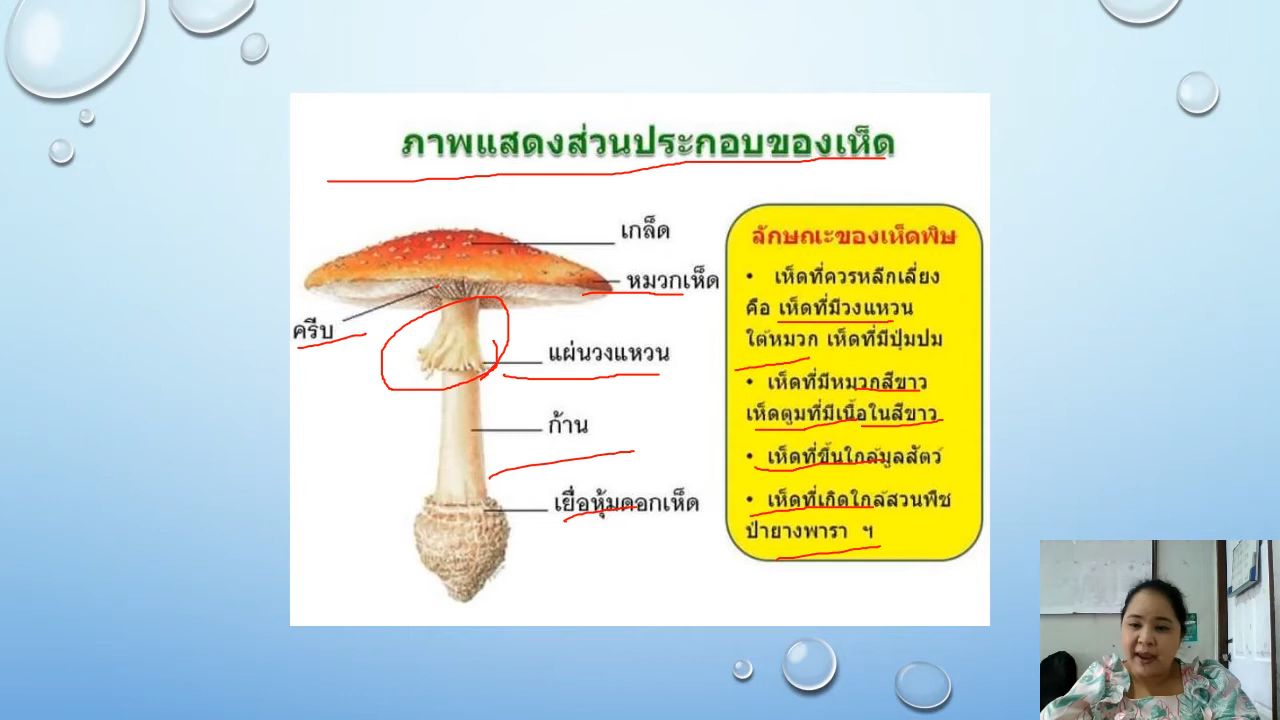 ภาพแสดงส่วนประกอบของเห็ด
เกล็ด
หมวกเห็ด
ครีบ
แผ่นวงแหวน
ก้าน
เยื่อหุ้มดอกเห็ด
ลักษณะของเห็ดพิษ
• เห็ดที่ควรหลีกเลี่ยง
คือ เห็ดที่มีวงแหวน
ใต้หมวก เห็ดที่มีปุ่มปม
• เห็ดที่มีหมวกสีขาว
เห็ดตูมที่มีเนื้อในสีขาว
• เห็ดที่ขึ้นใกล้มูลสัตว์
• เห็ดที่เกิดใกล้สวนพืช
ป่ายางพารา ฯ